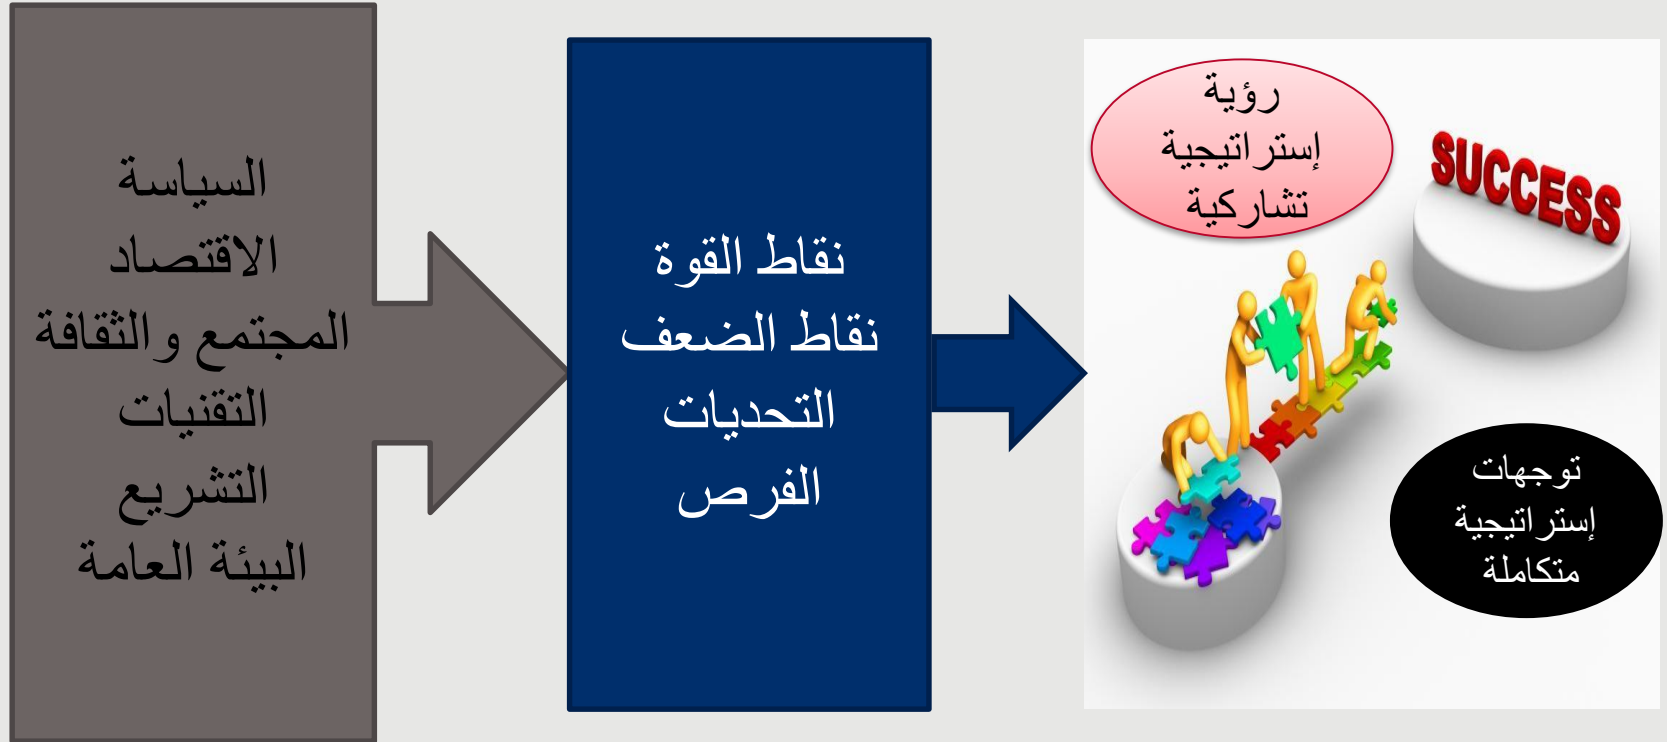 السياسة
الاقتصاد
المجتمع والثقافة
التقنيات
التشريع
البيئة العامة
نقاط القوة
نقاط الضعف
التحديات
الفرص
رؤية
إستراتيجية
تشاركية
SUCCESS
توجهات
إستراتيجية
متكاملة